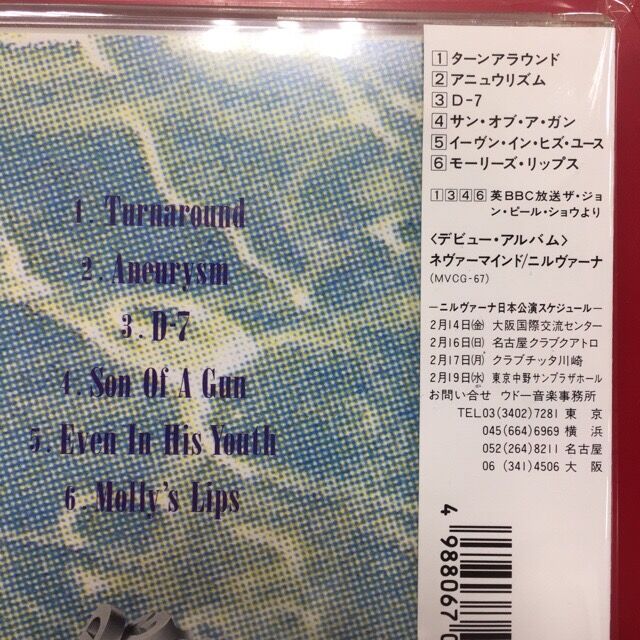 1. Turnaround
2. Aneurysm
3. D-7
4. Son Of A Gun
5. Even In His Youth
6. Molly's Lips
1 ターンアラウンド
2 アニュウリズム
3 D-7
4 サン・オブ・ア・ガン
5 イーヴン・イン・ヒズ・ユース
6 モーリーズ・リップス
1 3 4 6 英BBC放送ザ・ジョ
ン・ピール・ショウより
〈デビュー・アルバム〉
ネヴァーマインド/ニルヴァーナ
(MVCG-67)
―ニルヴァーナ日本公演スケジュール―
2月14日(金) 大阪国際交流センター
2月16日(日) 名古屋クラブクアトロ
2月17日(月) クラブチッタ川崎
2月19日(水) 東京中野サンプラザホール
お問い合せ ウドー音楽事務所
TEL03(3402)7281 東京
045(664)6969 横浜
052(264)8211 名古屋
06(341)4506 大阪
4 988067 0